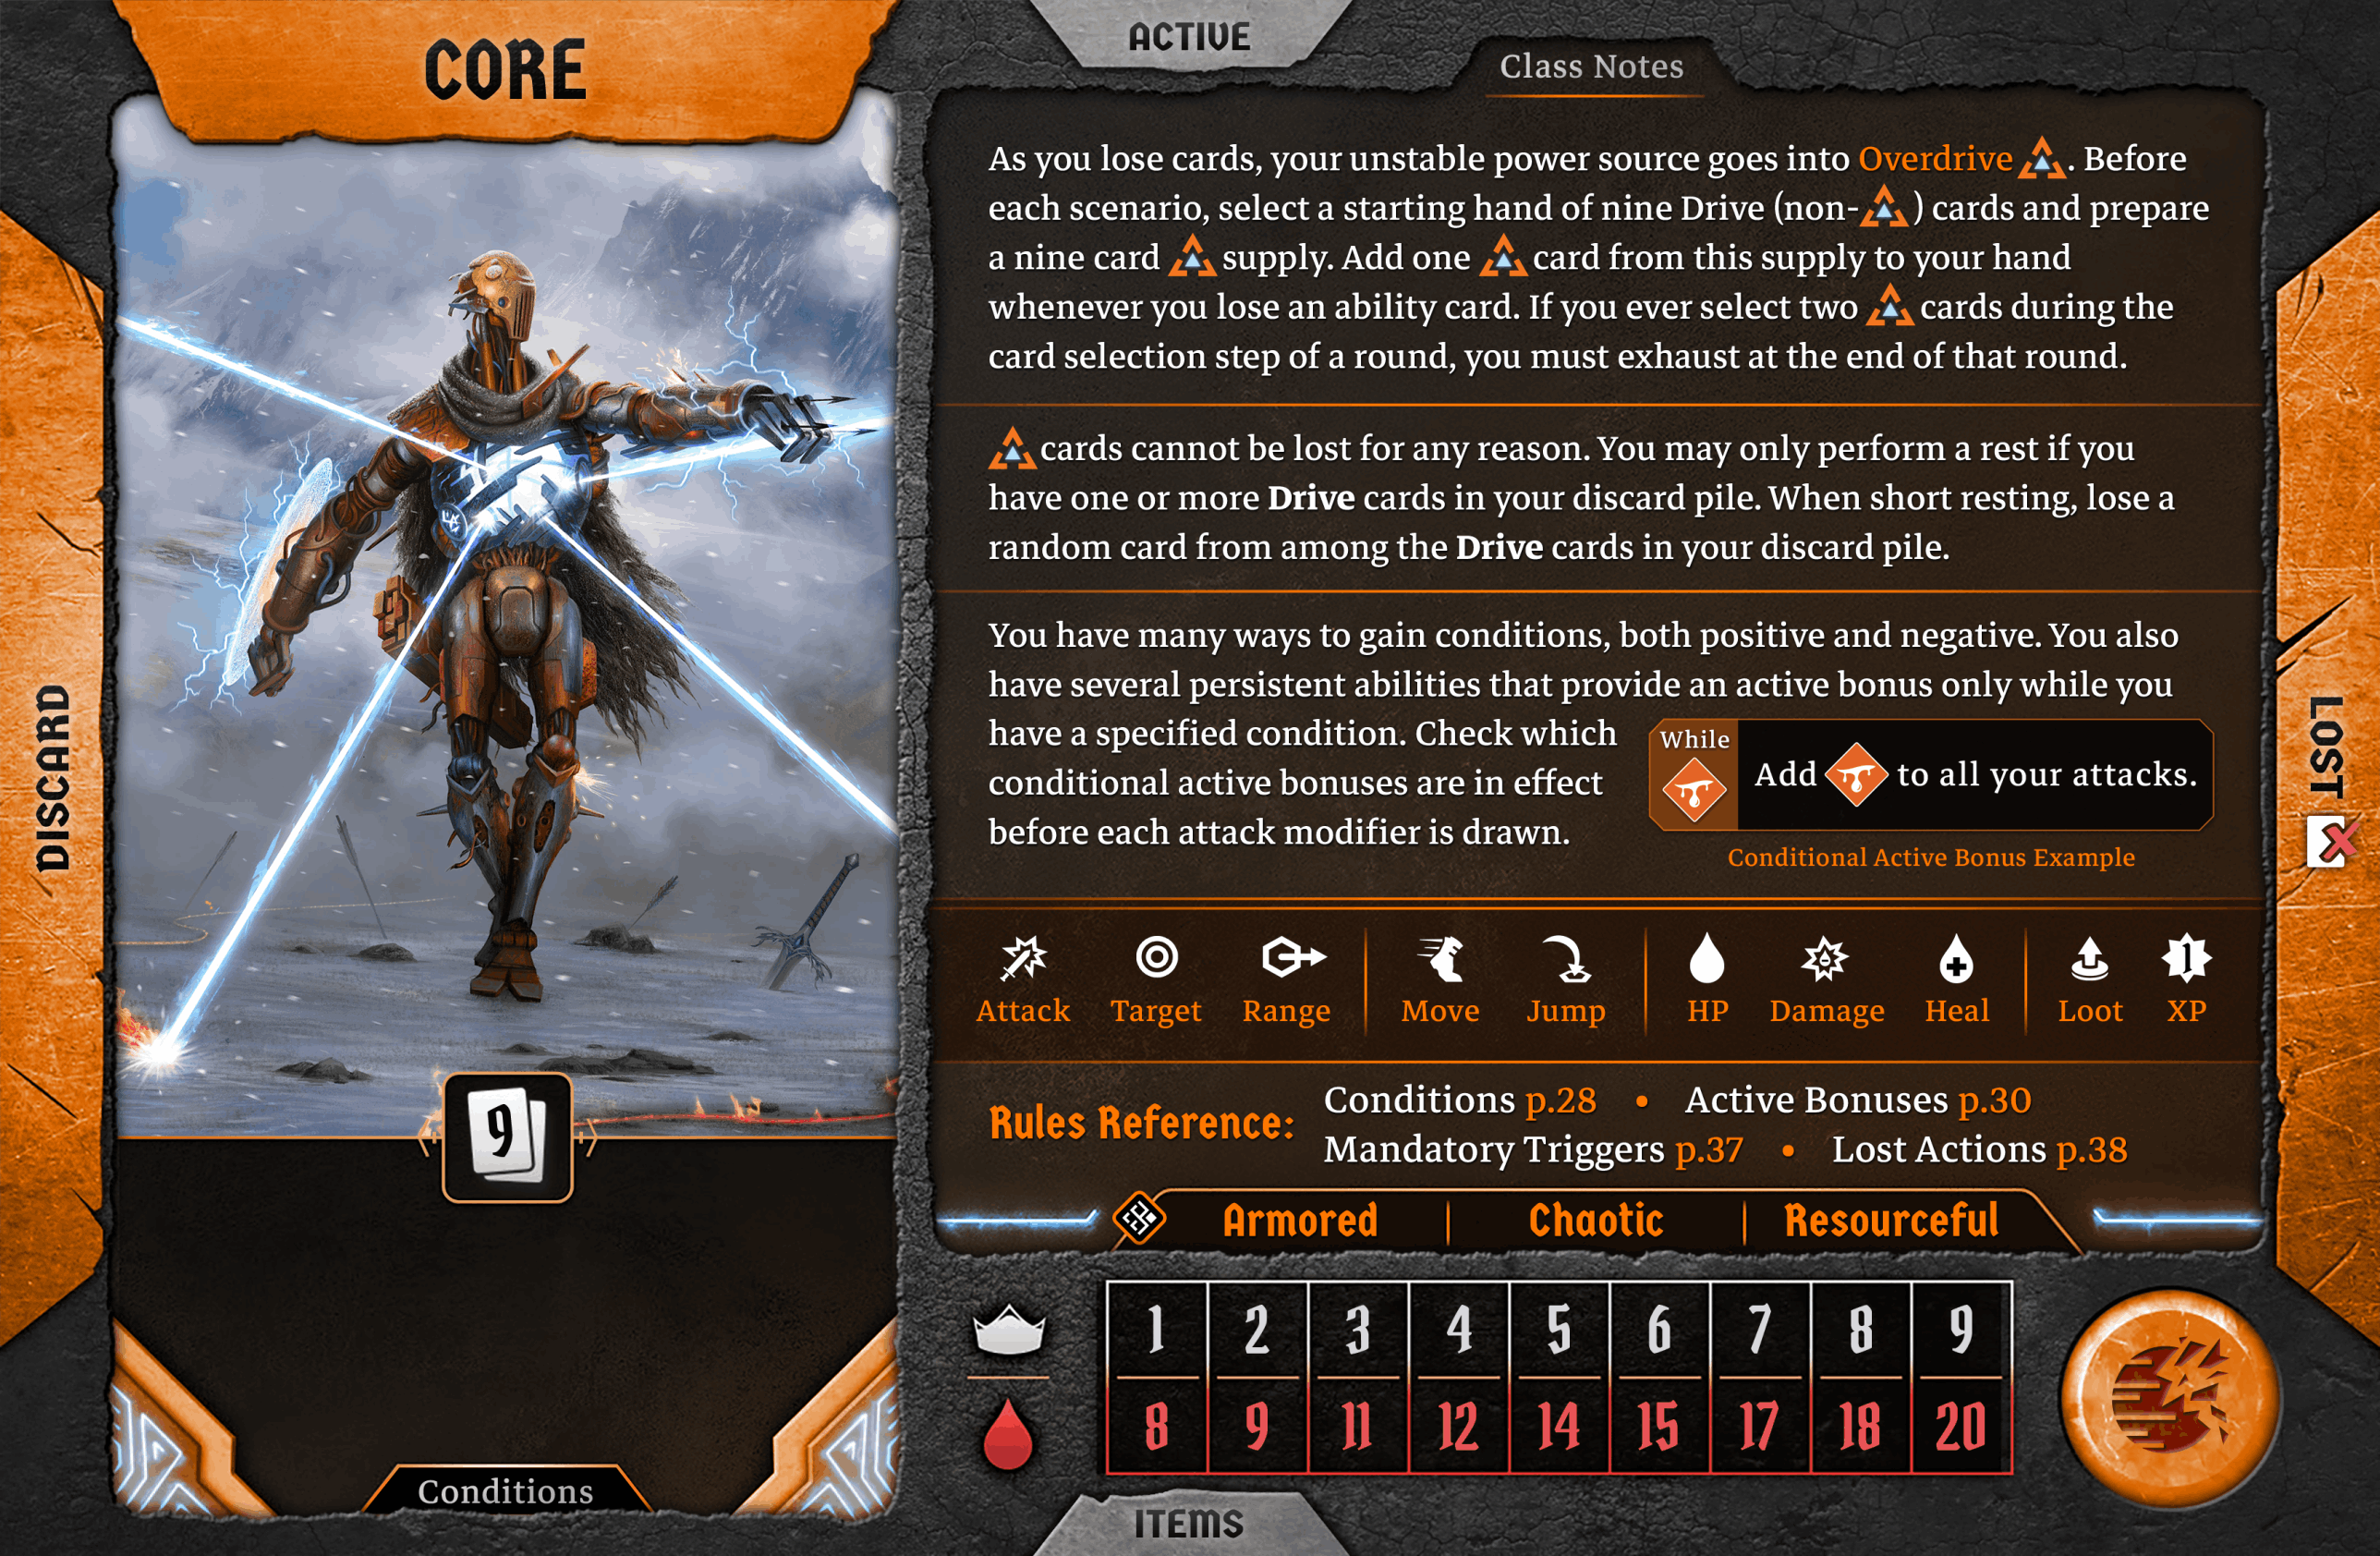 CORE
ACTIVE
Class Notes
As you lose cards, your unstable power source goes into Overdrive. Before
each scenario, select a starting hand of nine Drive (non-) cards and prepare
a nine card supply. Add one card from this supply to your hand
whenever you lose an ability card. If you ever select two cards during the
card selection step of a round, you must exhaust at the end of that round.
cards cannot be lost for any reason. You may only perform a rest if you
have one or more Drive cards in your discard pile. When short resting, lose a
random card from among the Drive cards in your discard pile.
You have many ways to gain conditions, both positive and negative. You also
have several persistent abilities that provide an active bonus only while you
have a specified condition. Check which
conditional active bonuses are in effect
before each attack modifier is drawn.
While
Add to all your attacks.
Conditional Active Bonus Example
1
Attack Target Range Move Jump HP Damage Heal Loot XP
Rules Reference:
Conditions p.28 • Active Bonuses p.30
Mandatory Triggers p.37 • Lost Actions p.38
Armored | Chaotic | Resourceful
1 2 3 4 5 6 7 8 9
8 9 11 12 14 15 17 18 20
9
Conditions
DISCARD
LOST
ITEMS